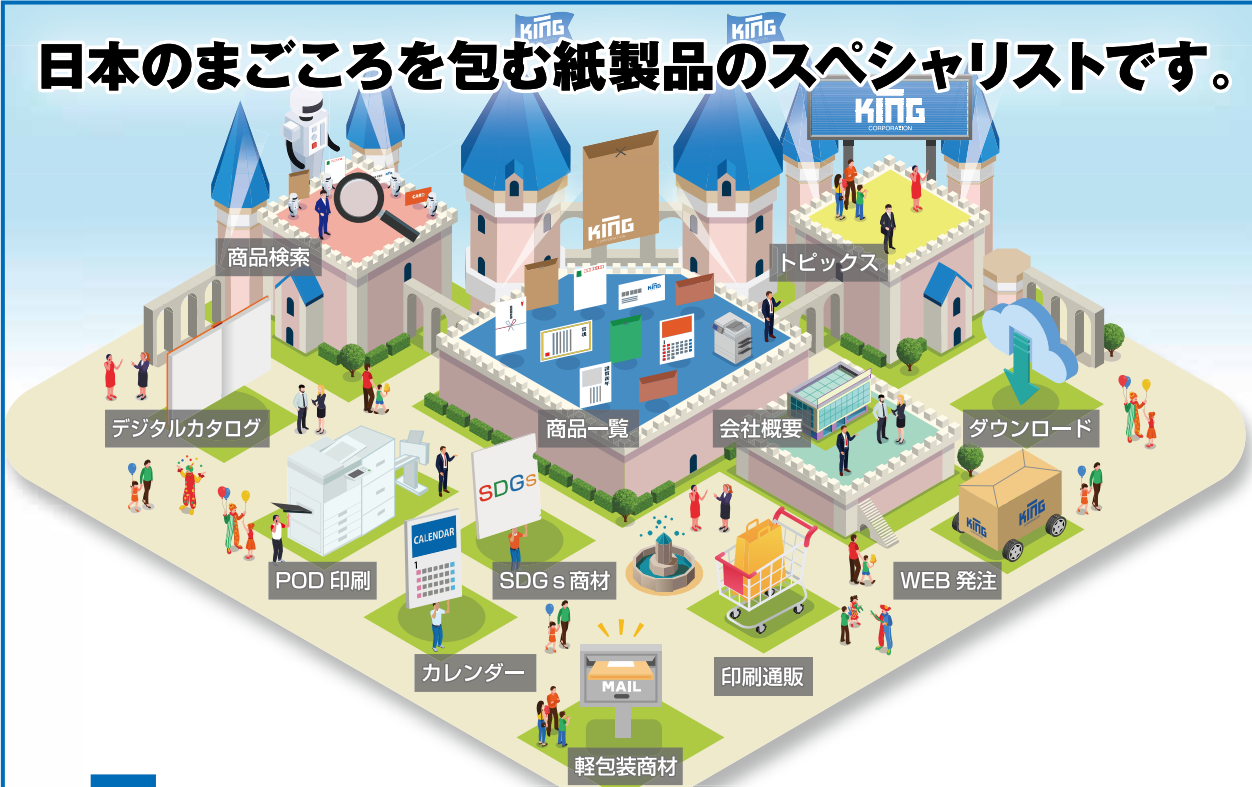 KING
KING
日本のまごころを包む紙製品のスペシャリストです。
KING
CORPORATION
CARD
KING
商品検索
トピックス
KING
デジタルカタログ
商品一覧
会社概要
ダウンロード
SDGs
CALENDAR
1
KING
KING
POD 印刷
SDGs商材
WEB 発注
カレンダー
印刷通販
MAIL
軽包装商材